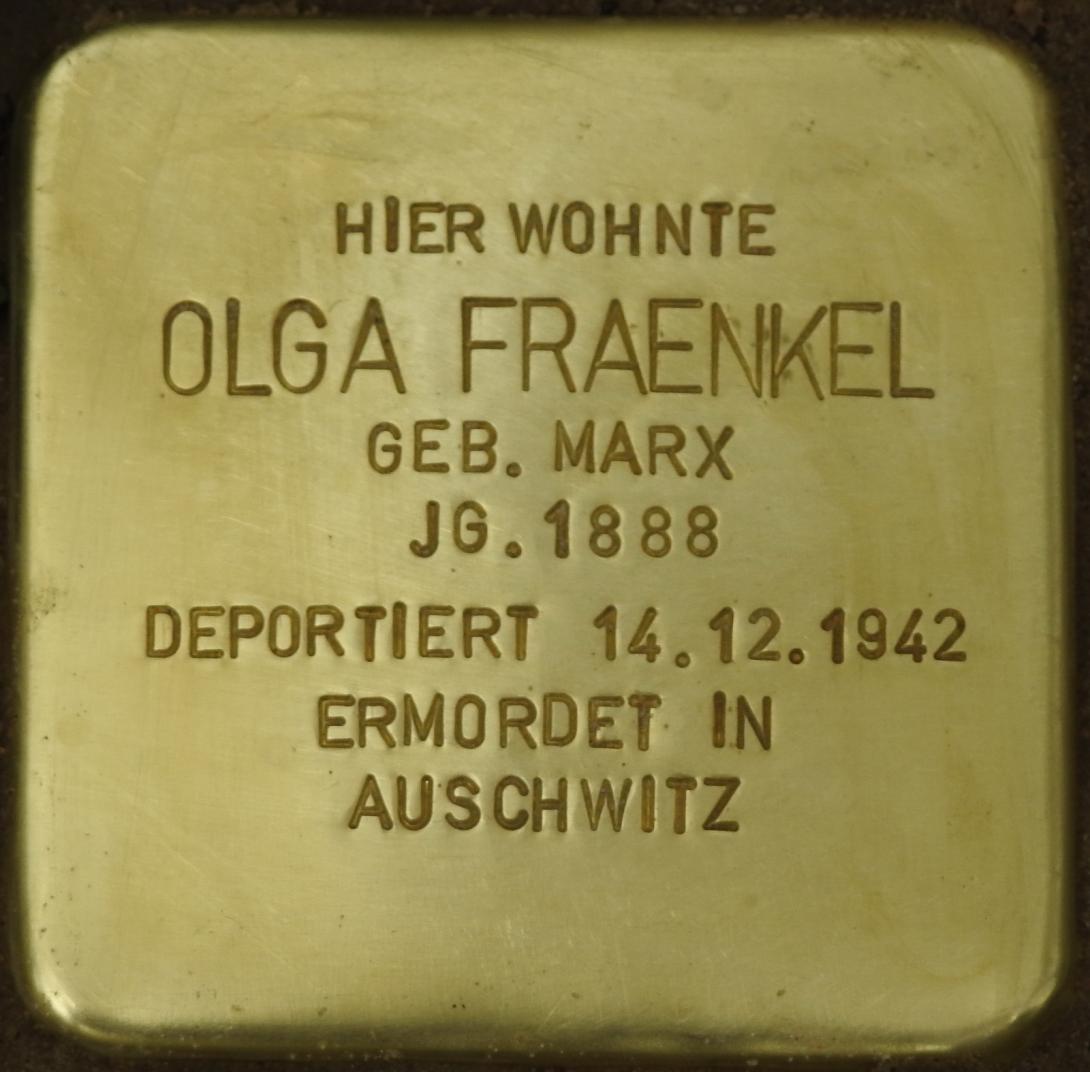 HIER WOHNTE
OLGA FRAENKEL
GEB. MARX
JG. 1888
DEPORTIERT 14.12.1942
ERMORDET IN
AUSCHWITZ